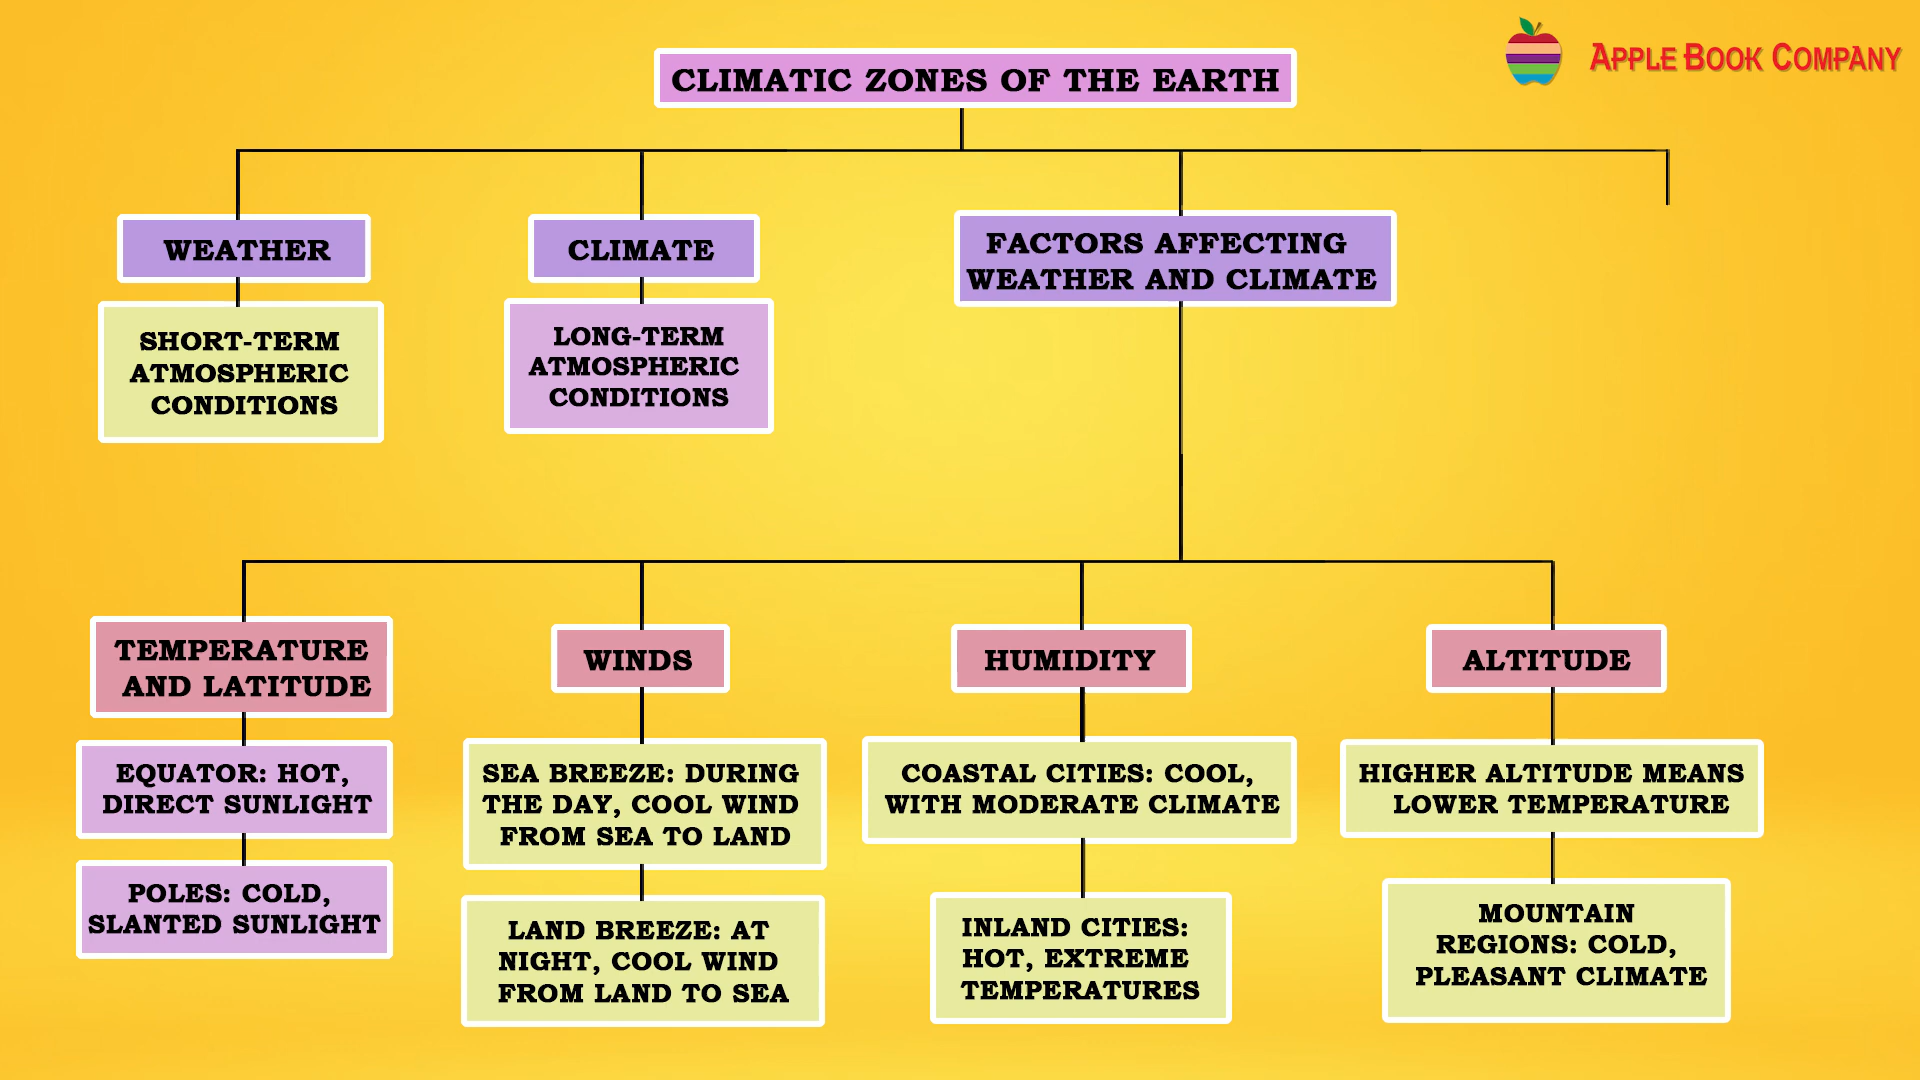 CLIMATIC ZONES OF THE EARTH
APPLE BOOK COMPANY
WEATHER
SHORT-TERM
ATMOSPHERIC
CONDITIONS
CLIMATE
LONG-TERM
ATMOSPHERIC
CONDITIONS
FACTORS AFFECTING
WEATHER AND CLIMATE
TEMPERATURE
AND LATITUDE
EQUATOR: HOT,
DIRECT SUNLIGHT
POLES: COLD,
SLANTED SUNLIGHT
WINDS
SEA BREEZE: DURING
THE DAY, COOL WIND
FROM SEA TO LAND
LAND BREEZE: AT
NIGHT, COOL WIND
FROM LAND TO SEA
HUMIDITY
COASTAL CITIES: COOL,
WITH MODERATE CLIMATE
INLAND CITIES:
HOT, EXTREME
TEMPERATURES
ALTITUDE
HIGHER ALTITUDE MEANS
LOWER TEMPERATURE
MOUNTAIN
REGIONS: COLD,
PLEASANT CLIMATE